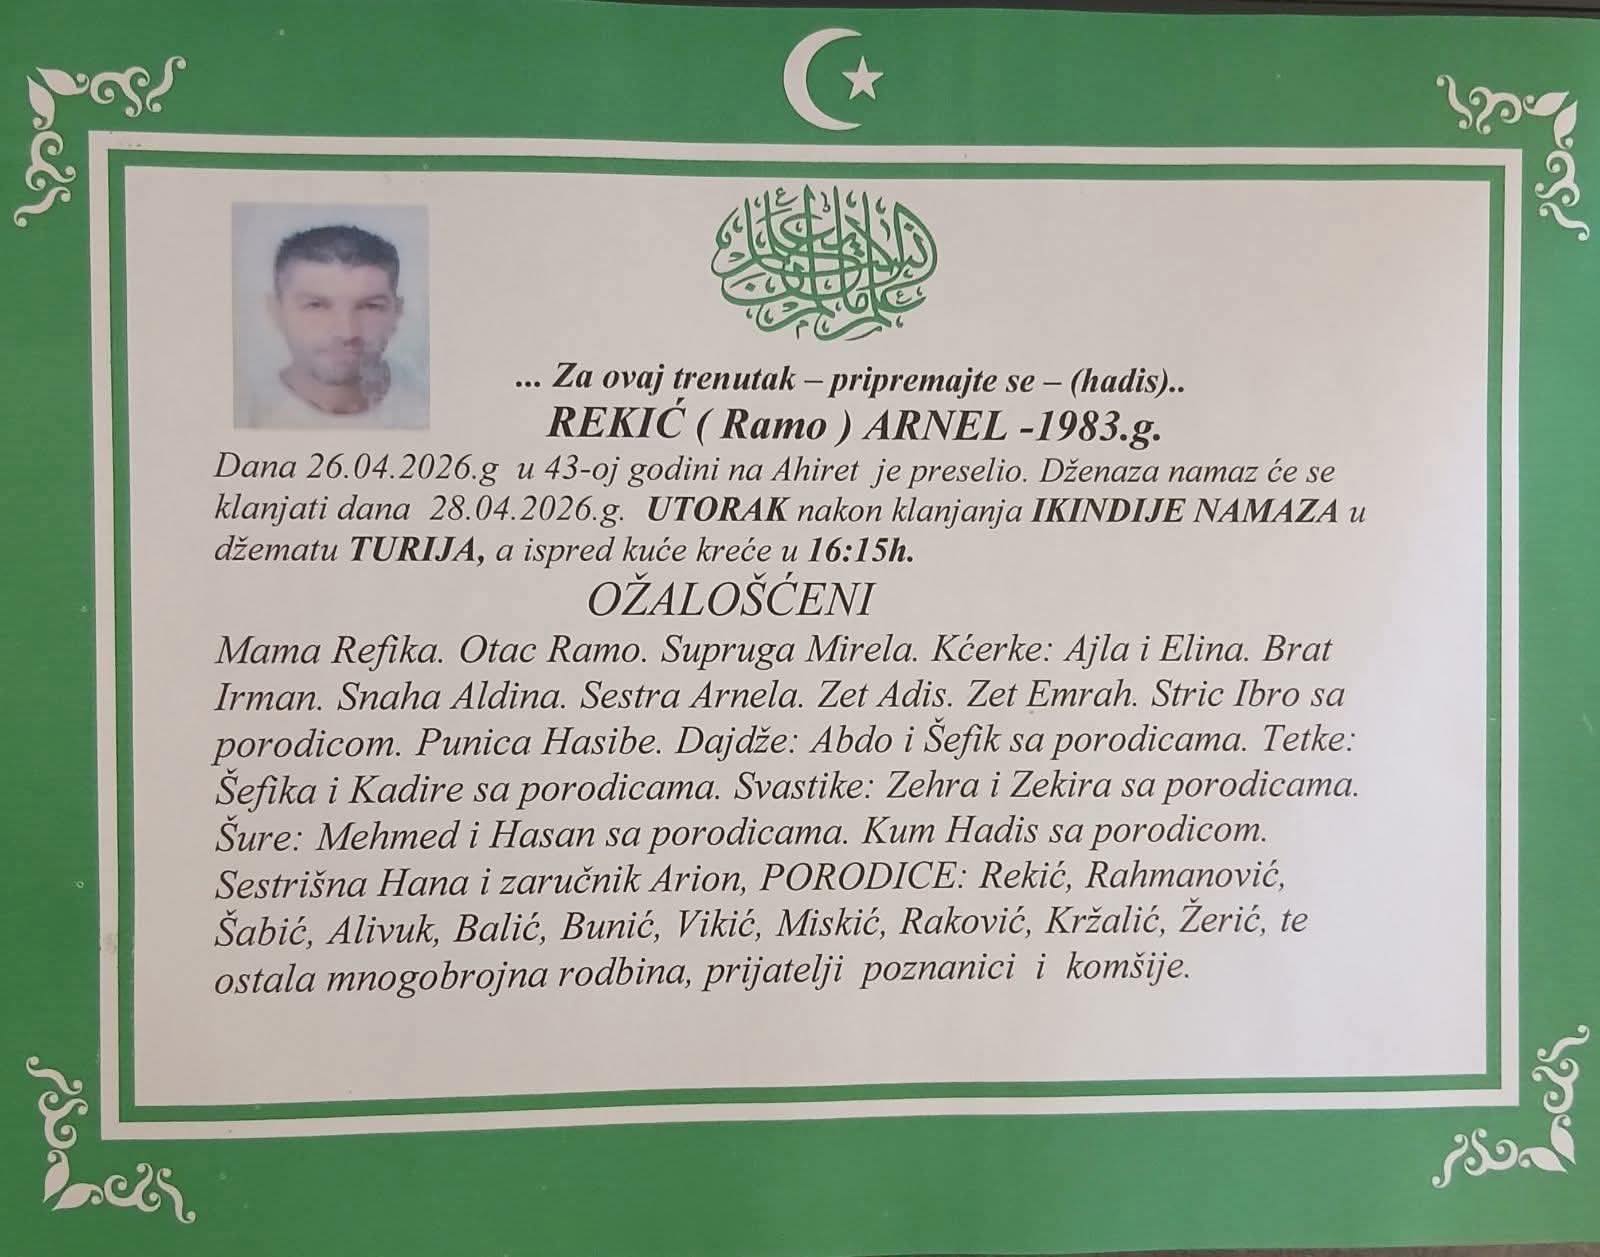 ... Za ovaj trenutak – pripremajte se – (hadis)..
REKIĆ ( Ramo ) ARNEL -1983.g.
Dana 26.04.2026.g u 43-oj godini na Ahiret je preselio. Dženaza namaz će se
klanjati dana 28.04.2026.g. UTORAK nakon klanjanja IKINDIJE NAMAZA u
džematu TURIJA, a ispred kuće kreće u 16:15h.
OŽALOŠĆENI
Mama Refika. Otac Ramo. Supruga Mirela. Kćerke: Ajla i Elina. Brat
Irman. Snaha Aldina. Sestra Arnela. Zet Adis. Zet Emrah. Stric Ibro sa
porodicom. Punica Hasibe. Dajdže: Abdo i Šefik sa porodicama. Tetke:
Šefika i Kadire sa porodicama. Svastike: Zehra i Zekira sa porodicama.
Šure: Mehmed i Hasan sa porodicama. Kum Hadis sa porodicom.
Sestrišna Hana i zaručnik Arion, PORODICE: Rekić, Rahmanović,
Šabić, Alivuk, Balić, Bunić, Vikić, Miskić, Raković, Kržalić, Žerić, te
ostala mnogobrojna rodbina, prijatelji poznanici i komšije.